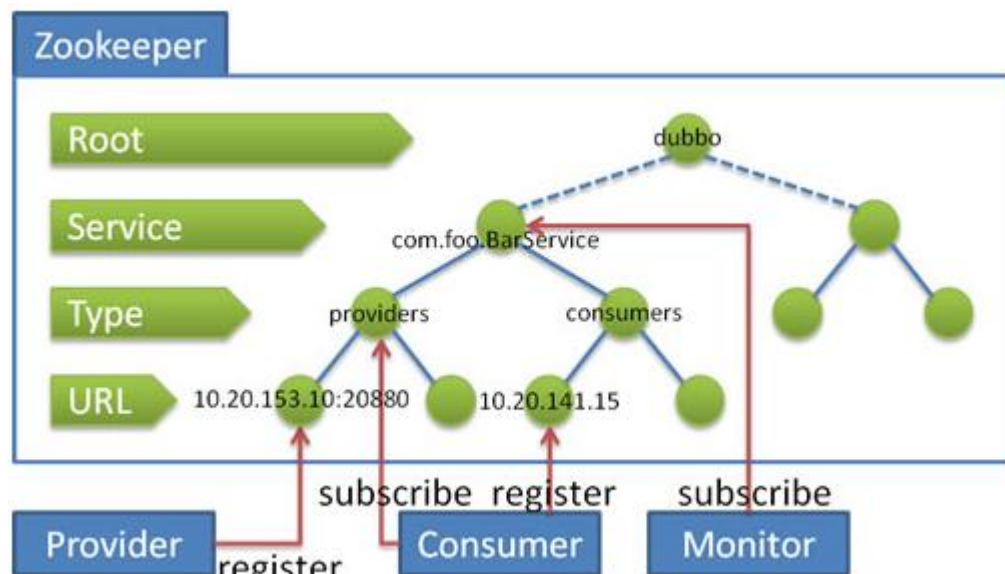 Zookeeper
Root
dubbo
Service
com.foo.BarService
Type
providers
consumers
URL
10.20.153.10:20880
10.20.141.15
subscribe
register
subscribe
Provider
Consumer
Monitor
register